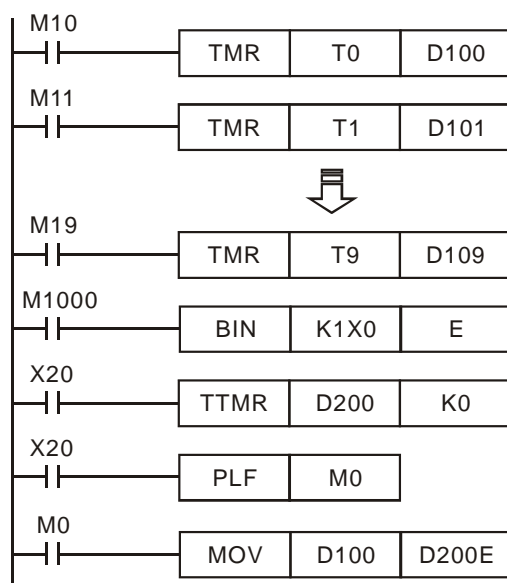 M10
TMR T0 D100
M11
TMR T1 D101
M19
TMR T9 D109
M1000
BIN K1X0 E
X20
TTMR D200 K0
X20
PLF M0
M0
MOV D100 D200E